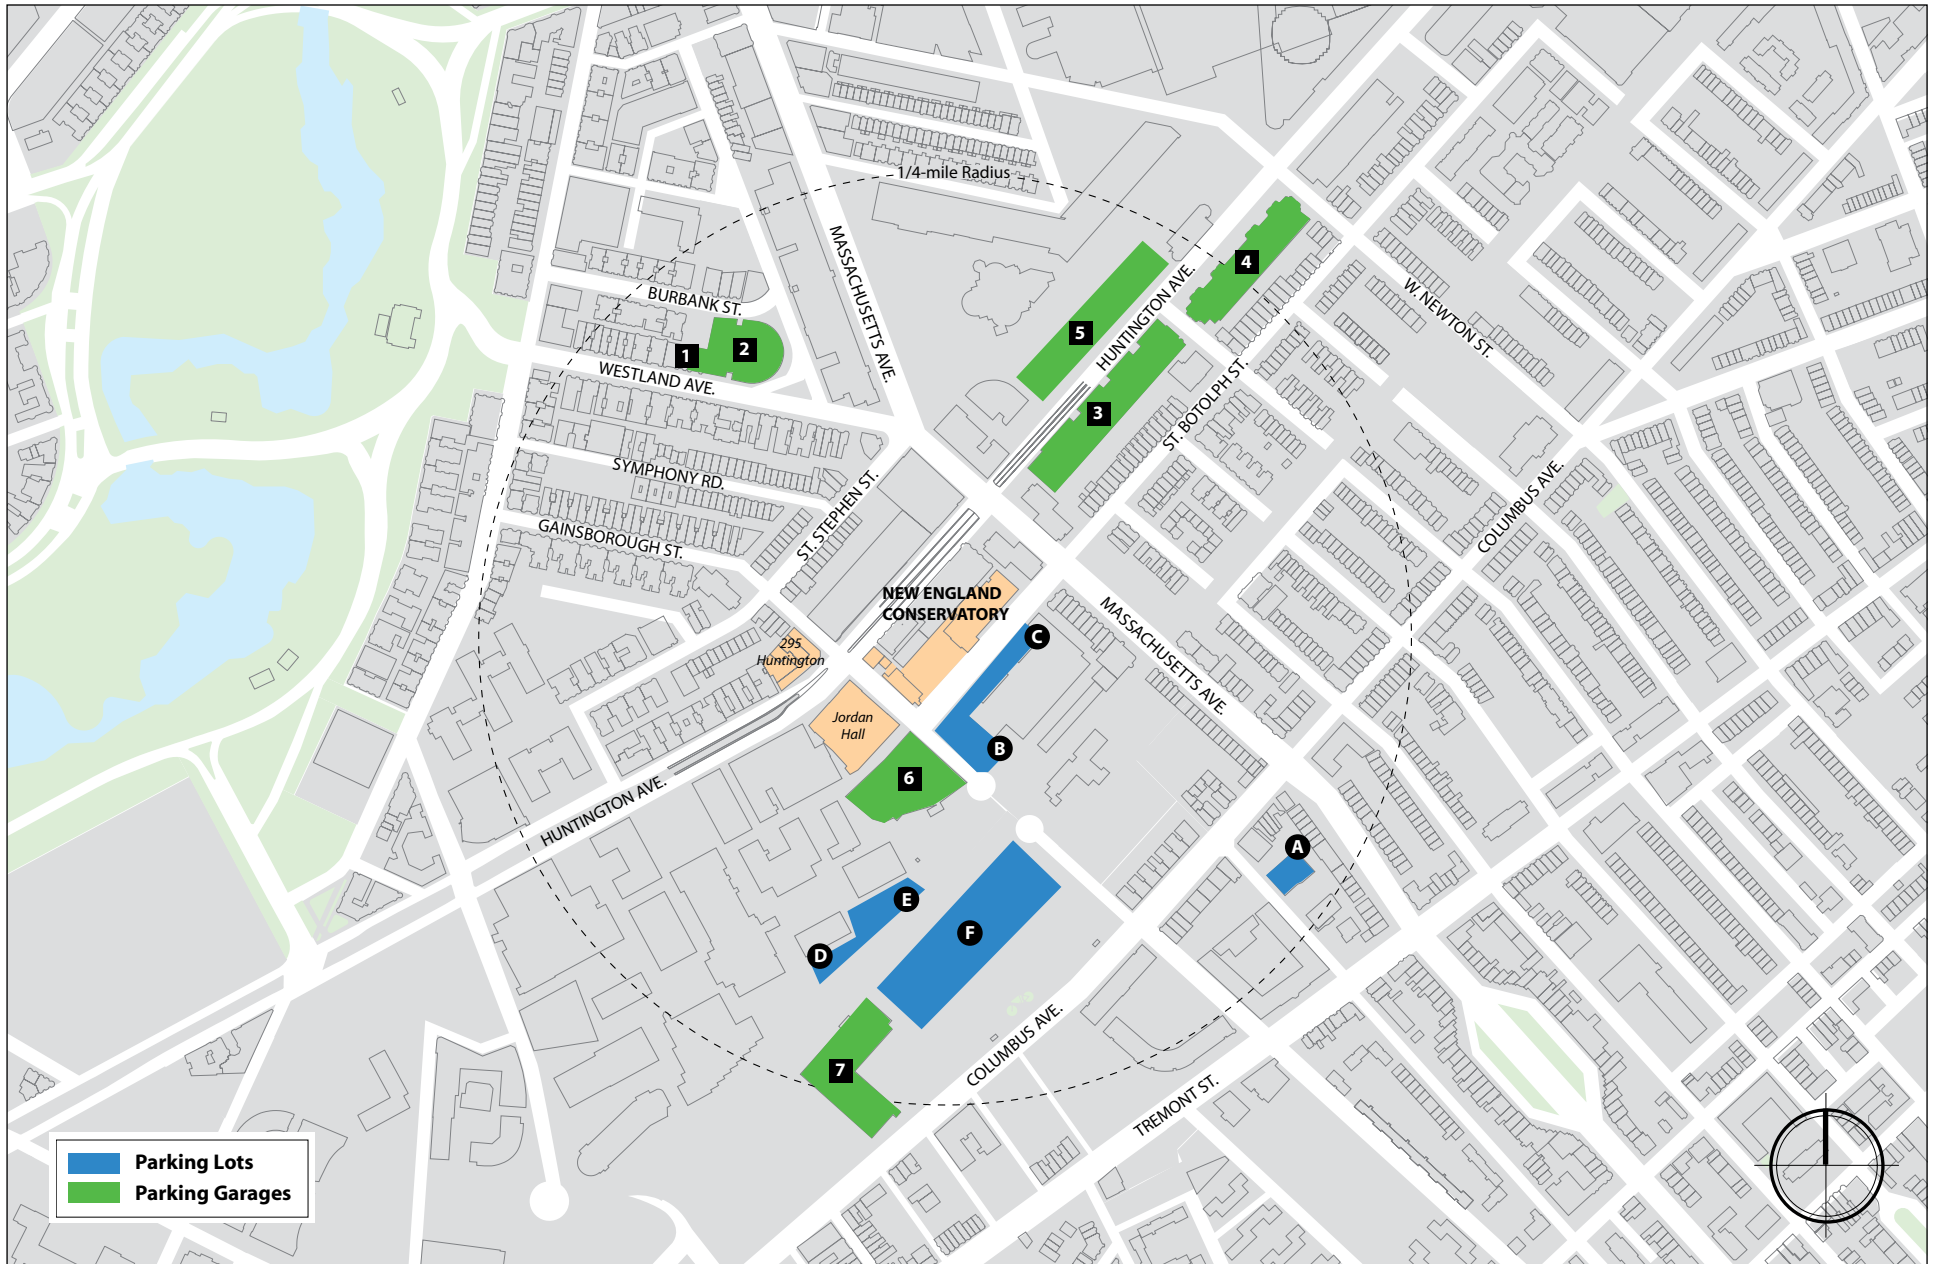 1/4-mile Radius
MASSACHUSETTS AVE.
BURBANK ST.
4
HUNTINGTON AVE.
W. NEWTON ST.
5
1
2
WESTLAND AVE.
3
ST. BOTOLPH ST.
SYMPHONY RD.
ST. STEPHEN ST.
COLUMBUS AVE.
GAINSBOROUGH ST.
NEW ENGLAND
CONSERVATORY
295
Huntington
C
MASSACHUSETTS AVE.
Jordan
Hall
B
6
HUNTINGTON AVE.
A
E
F
D
COLUMBUS AVE.
7
TREMONT ST.
Parking Lots
Parking Garages